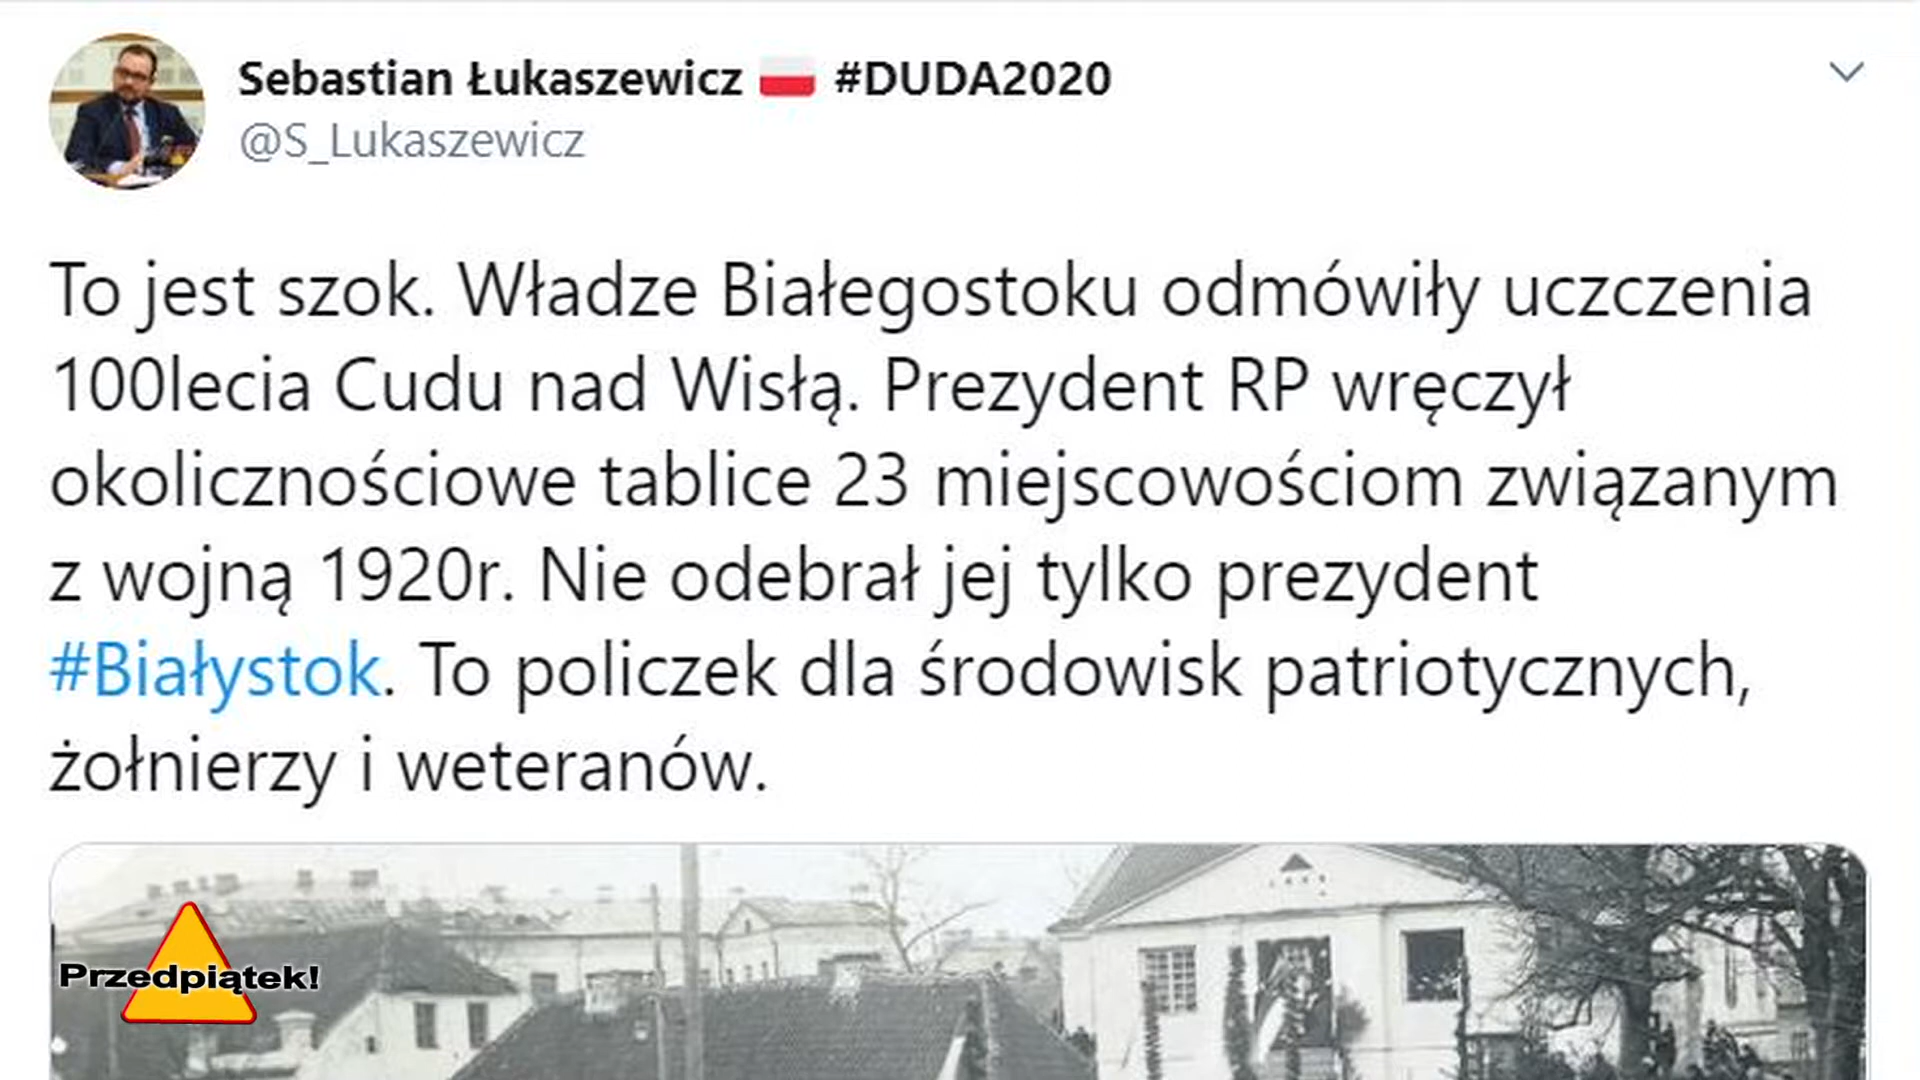 Sebastian Łukaszewicz 🇵🇱 #DUDA2020
@S_Lukaszewicz
To jest szok. Władze Białegostoku odmówiły uczczenia
100lecia Cudu nad Wisłą. Prezydent RP wręczył
okolicznościowe tablice 23 miejscowościom związanym
z wojną 1920r. Nie odebrał jej tylko prezydent
#Białystok. To policzek dla środowisk patriotycznych,
żołnierzy i weteranów.
Przedpiątek!